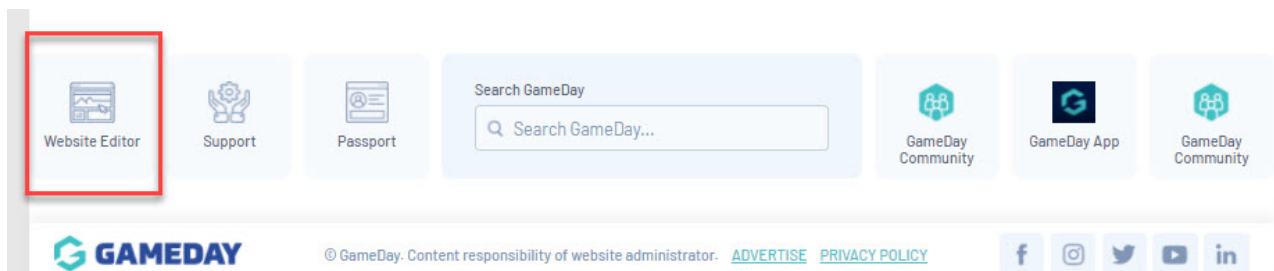 Website Editor
Support
Passport
Search GameDay
Search GameDay...
GameDay
Community
GameDay App
GameDay
Community
GAMEDAY
© GameDay. Content responsibility of website administrator. ADVERTISE PRIVACY POLICY